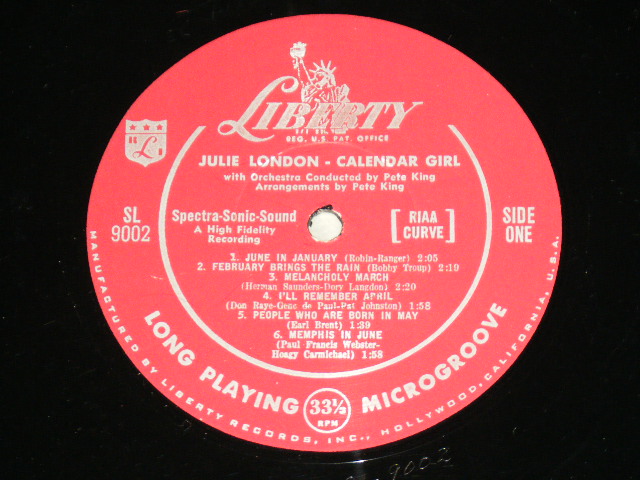 LIBERTY
REG. U.S. PAT. OFFICE
JULIE LONDON - CALENDAR GIRL
with Orchestra Conducted by Pete King
Arrangements by Pete King
SL
9002
Spectra-Sonic-Sound
A High Fidelity
Recording
[RIAA
CURVE]
SIDE
ONE
1. JUNE IN JANUARY (Robin-Ranger) 2:05
2. FEBRUARY BRINGS THE RAIN (Bobby Troup) 2:19
3. MELANCHOLY MARCH
(Herman Saunders-Dory Langdon) 2:20
4. I'LL REMEMBER APRIL
(Don Raye-Gene de Paul-Pat Johnston) 1:58
5. PEOPLE WHO ARE BORN IN MAY
(Earl Brent) 1:39
6. MEMPHIS IN JUNE
(Paul Francis Webster-
Hoagy Carmichael) 1:58
LONG PLAYING 33⅓ RPM MICROGROOVE
MANUFACTURED BY LIBERTY RECORDS, INC., HOLLYWOOD, CALIFORNIA, U.S.A.
9002